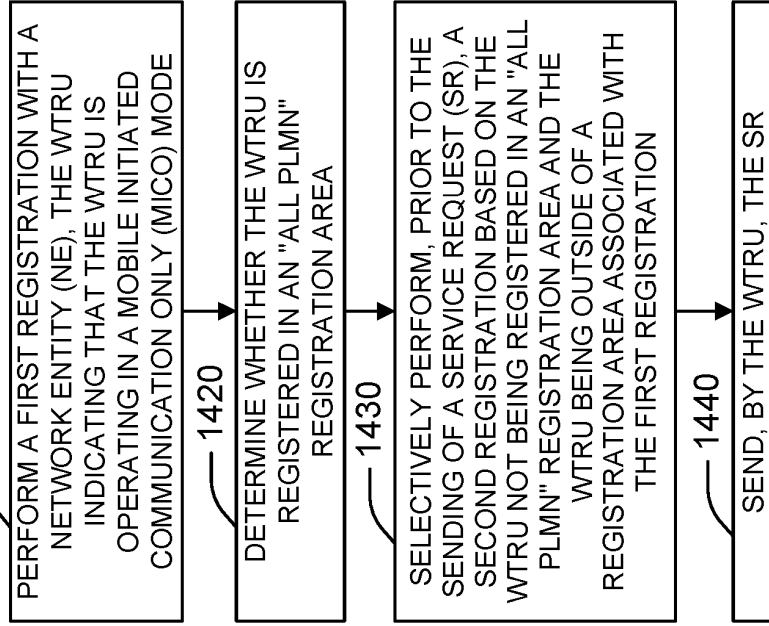 PERFORM A FIRST REGISTRATION WITH A
NETWORK ENTITY (NE), THE WTRU
INDICATING THAT THE WTRU IS
OPERATING IN A MOBILE INITIATED
COMMUNICATION ONLY (MICO) MODE
1420
DETERMINE WHETHER THE WTRU IS
REGISTERED IN AN "ALL PLMN"
REGISTRATION AREA
1430
SELECTIVELY PERFORM, PRIOR TO THE
SENDING OF A SERVICE REQUEST (SR), A
SECOND REGISTRATION BASED ON THE
WTRU NOT BEING REGISTERED IN AN "ALL
PLMN" REGISTRATION AREA AND THE
WTRU BEING OUTSIDE OF A
REGISTRATION AREA ASSOCIATED WITH
THE FIRST REGISTRATION
1440
SEND, BY THE WTRU, THE SR